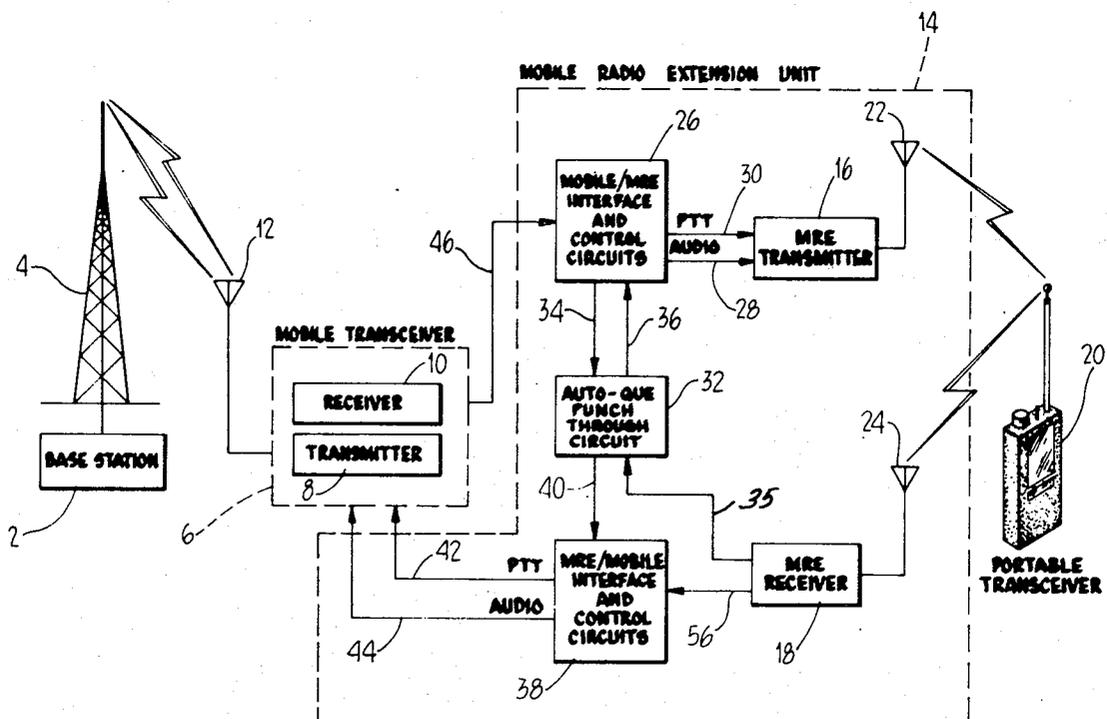 14
MOBILE RADIO EXTENSION UNIT
22
26
MOBILE/MRE
INTERFACE
AND
CONTROL
CIRCUITS
30
PTT
AUDIO
28
16
MRE
TRANSMITTER
12
46
4
34
36
MOBILE TRANSCEIVER
10
RECEIVER
TRANSMITTER
8
6
BASE STATION
2
AUTO-QUE
PUNCH
THROUGH
CIRCUIT
32
20
24
40
35
42
PTT
AUDIO
44
MRE/MOBILE
INTERFACE
AND
CONTROL
CIRCUITS
38
56
MRE
RECEIVER
18
PORTABLE
TRANSCEIVER